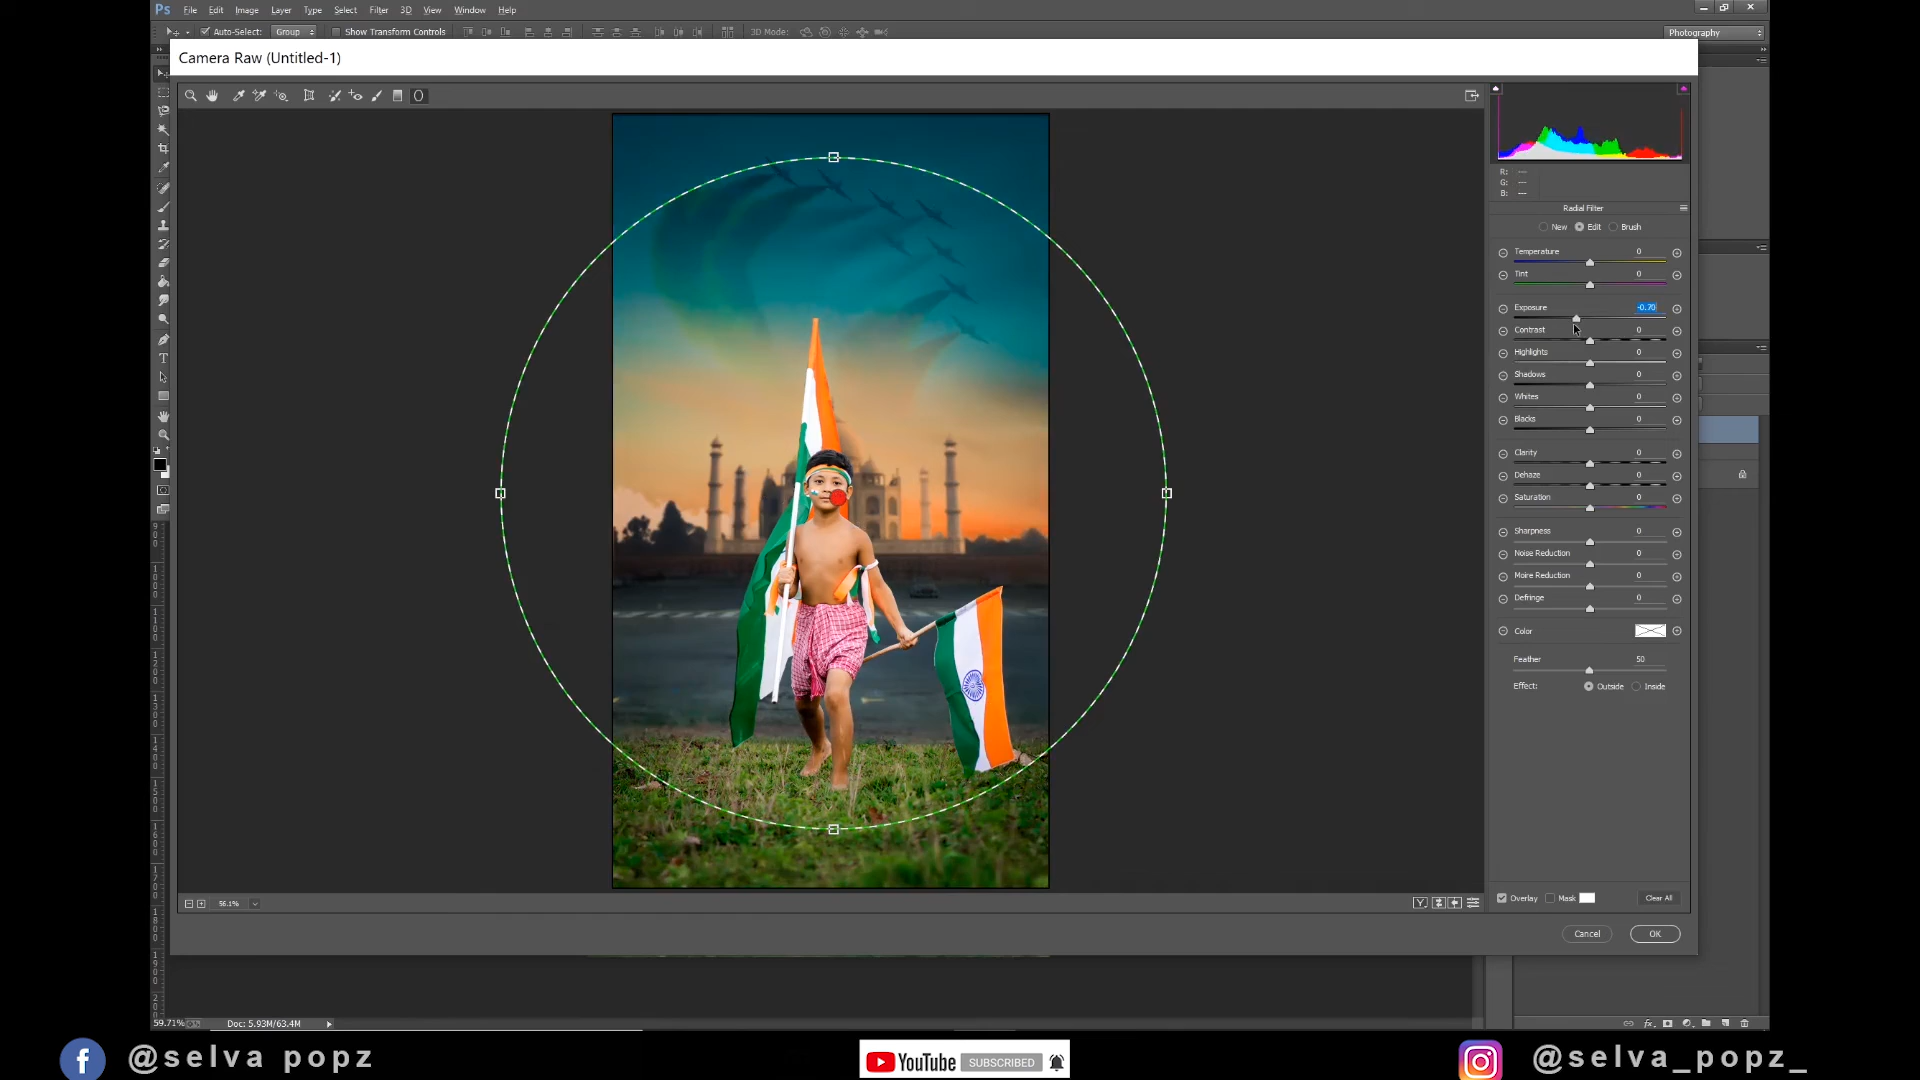 Ps File Edit Image Layer Type Select Filter 3D View Window Help
Auto-Select: Group Show Transform Controls 3D Mode: Photography
Camera Raw (Untitled-1)
R: ---
G: ---
B: ---
Radial Filter
New Edit Brush
Temperature 0
Tint 0
Exposure -0.70
Contrast 0
Highlights 0
Shadows 0
Whites 0
Blacks 0
Clarity 0
Dehaze 0
Saturation 0
Sharpness 0
Noise Reduction 0
Moire Reduction 0
Defringe 0
Color
Feather 50
Effect: Outside Inside
56.1%
Overlay Mask Clear All
Cancel OK
59.71% Doc: 5.93M/63.4M
fx
f @selva popz YouTube SUBSCRIBED @selva_popz_